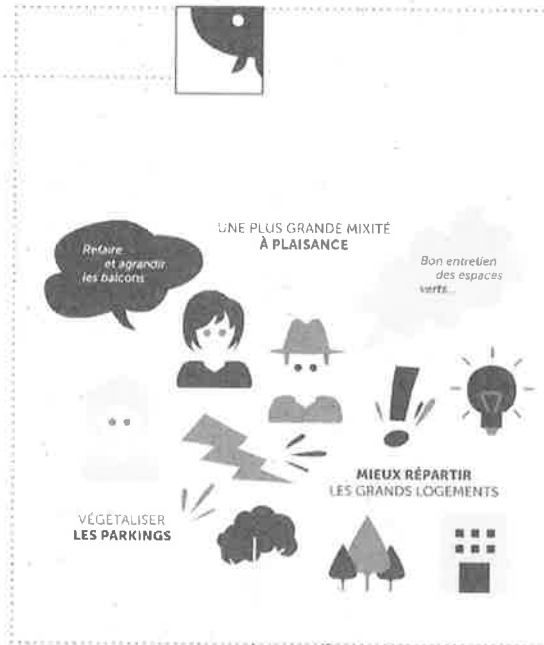 UNE PLUS GRANDE MIXITÉ
À PLAISANCE
Refaire
et agrandir
les balcons
Bon entretien
des espaces
verts...
MIEUX RÉPARTIR
LES GRANDS LOGEMENTS
VÉGÉTALISER
LES PARKINGS